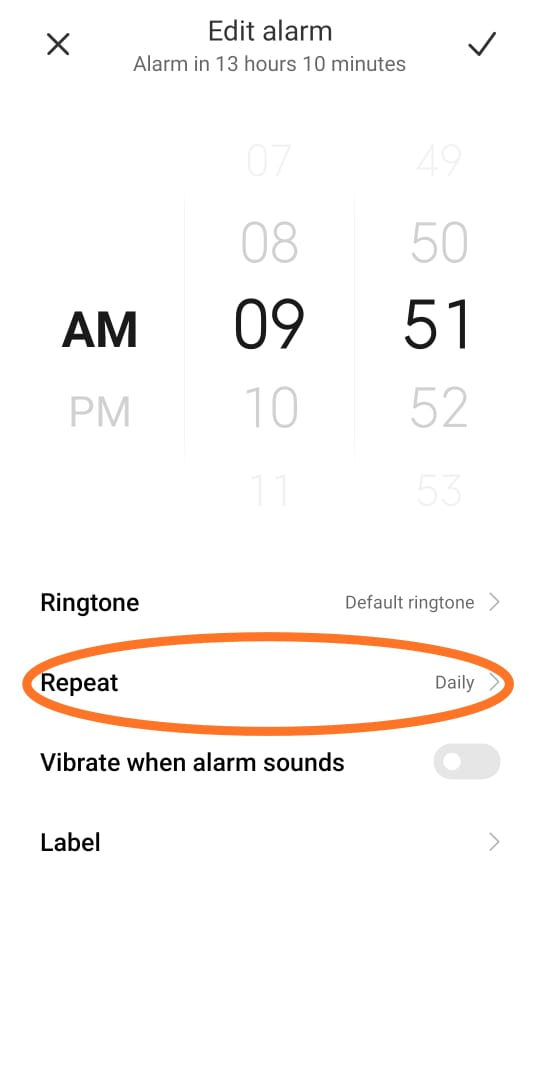 Edit alarm
Alarm in 13 hours 10 minutes
07 49
08 50
AM 09 51
PM 10 52
11 53
Ringtone Default ringtone
Repeat Daily
Vibrate when alarm sounds
Label